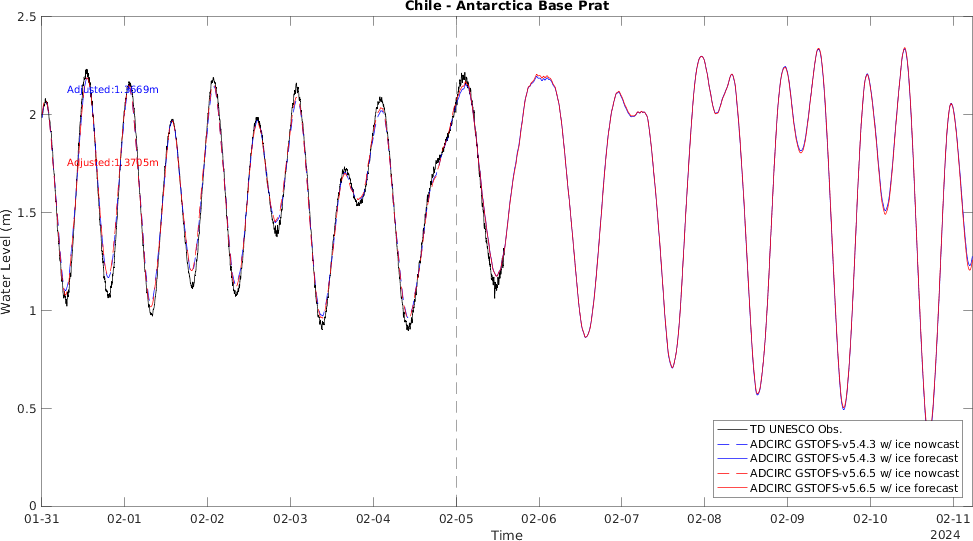 Chile - Antarctica Base Prat
2.5
2
1.5
1
0.5
0
Water Level (m)
Adjusted:1.3669m
Adjusted:1.3705m
TD UNESCO Obs.
ADCIRC GSTOFS-v5.4.3 w/ ice nowcast
ADCIRC GSTOFS-v5.4.3 w/ ice forecast
ADCIRC GSTOFS-v5.6.5 w/ ice nowcast
ADCIRC GSTOFS-v5.6.5 w/ ice forecast
01-31 02-01 02-02 02-03 02-04 02-05 02-06 02-07 02-08 02-09 02-10 02-11
Time
2024